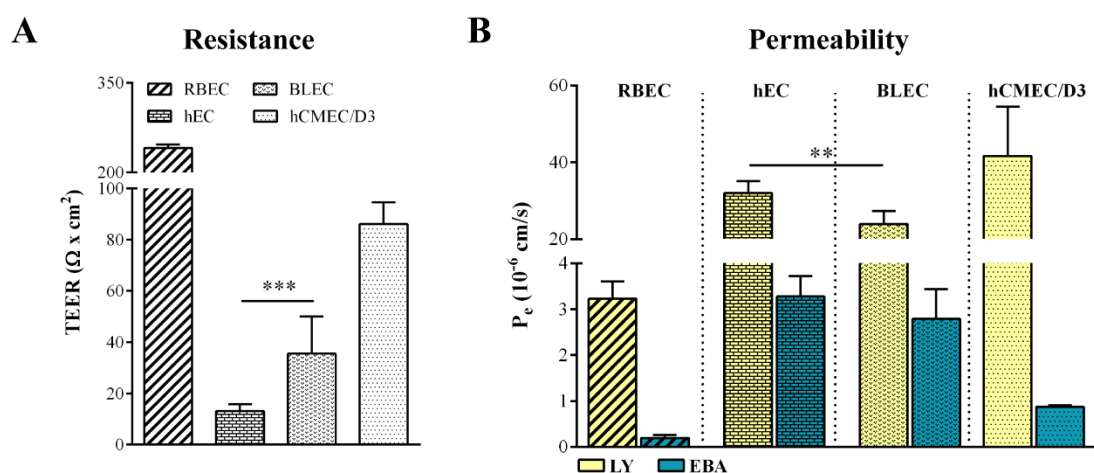 A
Resistance
350
RBEC
BLEC
hEC
hCMEC/D3
200
100
80
60
40
20
0
TEER (Ω x cm²)
***
B
Permeability
60
40
20
4
3
2
1
0
Pₑ (10⁻⁶ cm/s)
RBEC
hEC
BLEC
hCMEC/D3
**
LY
EBA